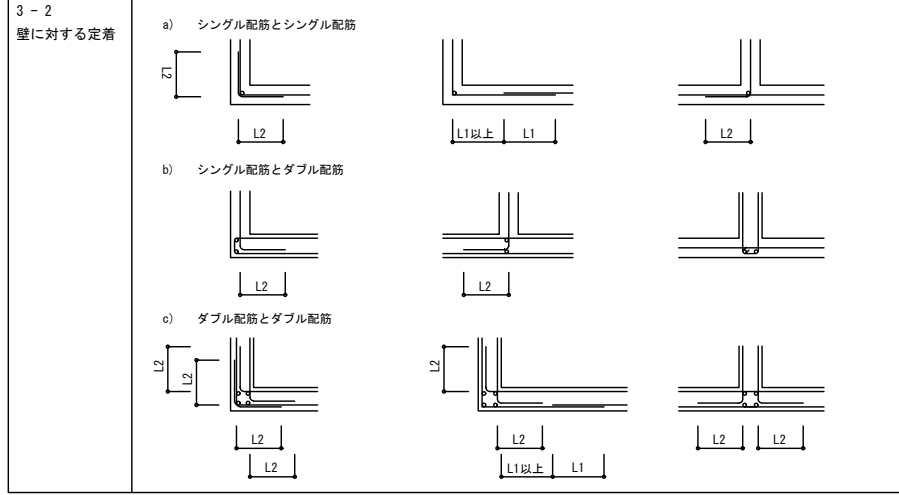 3 - 2
壁に対する定着
a) シングル配筋とシングル配筋
L2
L2
L1以上 L1
L2
b) シングル配筋とダブル配筋
L2
L2
c) ダブル配筋とダブル配筋
L2
L2
L2
L2
L2
L2
L1以上 L1
L2 L2